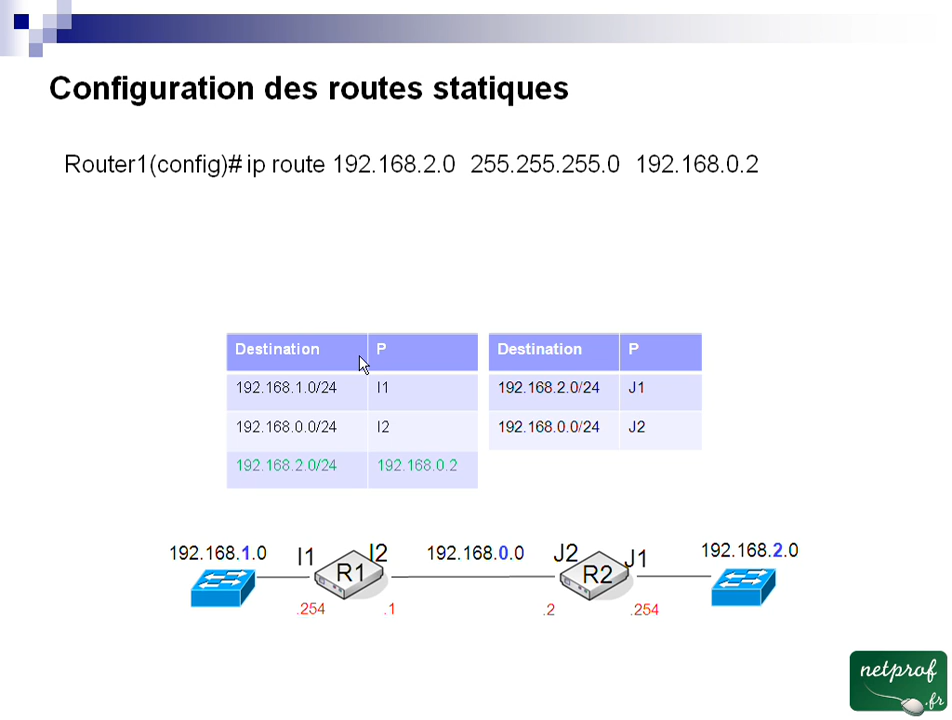 Configuration des routes statiques
Router1(config)# ip route 192.168.2.0 255.255.255.0 192.168.0.2
Destination P
192.168.1.0/24 I1
192.168.0.0/24 I2
192.168.2.0/24 192.168.0.2
Destination P
192.168.2.0/24 J1
192.168.0.0/24 J2
192.168.1.0 I1 R1 I2 192.168.0.0 J2 R2 J1 192.168.2.0
.254 .1 .2 .254
netprof
.fr